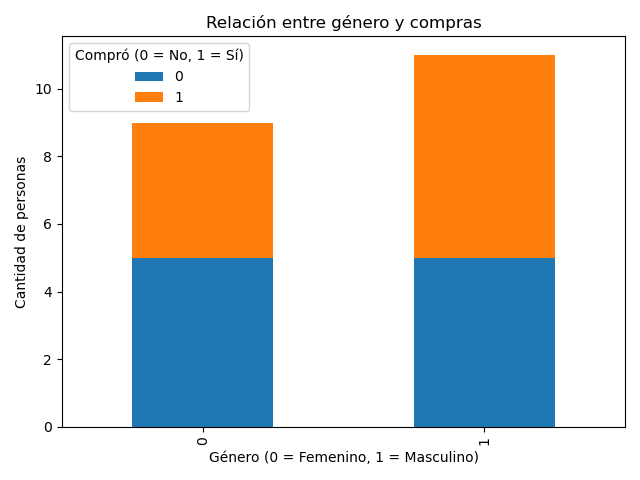 Relación entre género y compras
Compró (0 = No, 1 = Sí)
0
1
Cantidad de personas
10
8
6
4
2
0
0
1
Género (0 = Femenino, 1 = Masculino)